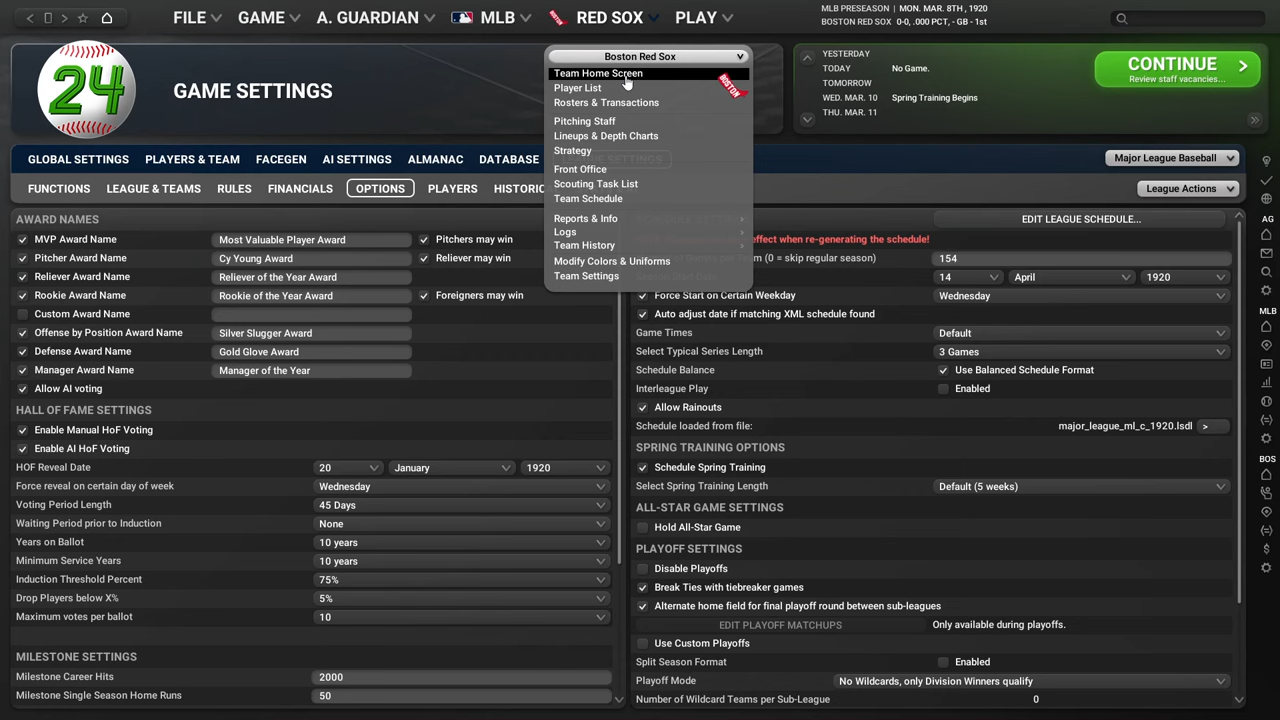 FILE GAME A. GUARDIAN MLB RED SOX PLAY
MLB PRESEASON MON. MAR. 8TH , 1920
BOSTON RED SOX 0-0, .000 PCT, - GB - 1st
24
GAME SETTINGS
Boston Red Sox
Team Home Screen
BOSTON
Player List
Rosters & Transactions
Pitching Staff
Lineups & Depth Charts
Strategy
Front Office
Scouting Task List
Team Schedule
Reports & Info
Logs
Team History
Modify Colors & Uniforms
Team Settings
YESTERDAY
TODAY No Game.
TOMORROW
WED. MAR. 10 Spring Training Begins
THU. MAR. 11
CONTINUE
Review staff vacancies...
GLOBAL SETTINGS PLAYERS & TEAM FACEGEN AI SETTINGS ALMANAC DATABASE
Major League Baseball
FUNCTIONS LEAGUE & TEAMS RULES FINANCIALS OPTIONS PLAYERS
League Actions
AWARD NAMES
MVP Award Name Most Valuable Player Award Pitchers may win
Pitcher Award Name Cy Young Award Reliever may win
Reliever Award Name Reliever of the Year Award
Rookie Award Name Rookie of the Year Award Foreigners may win
Custom Award Name
Offense by Position Award Name Silver Slugger Award
Defense Award Name Gold Glove Award
Manager Award Name Manager of the Year
Allow AI voting
HALL OF FAME SETTINGS
Enable Manual HoF Voting
Enable AI HoF Voting
HOF Reveal Date 20 January 1920
Force reveal on certain day of week Wednesday
Voting Period Length 45 Days
Waiting Period prior to Induction None
Years on Ballot 10 years
Minimum Service Years 10 years
Induction Threshold Percent 75%
Drop Players below X% 5%
Maximum votes per ballot 10
MILESTONE SETTINGS
Milestone Career Hits 2000
Milestone Single Season Home Runs 50
EDIT LEAGUE SCHEDULE...
effect when re-generating the schedule!
(0 = skip regular season) 154
14 April 1920
Force Start on Certain Weekday Wednesday
Auto adjust date if matching XML schedule found
Game Times Default
Select Typical Series Length 3 Games
Schedule Balance Use Balanced Schedule Format
Interleague Play Enabled
Allow Rainouts
Schedule loaded from file: major_league_ml_c_1920.lsdl >
SPRING TRAINING OPTIONS
Schedule Spring Training
Select Spring Training Length Default (5 weeks)
ALL-STAR GAME SETTINGS
Hold All-Star Game
PLAYOFF SETTINGS
Disable Playoffs
Break Ties with tiebreaker games
Alternate home field for final playoff round between sub-leagues
EDIT PLAYOFF MATCHUPS Only available during playoffs.
Use Custom Playoffs
Split Season Format Enabled
Playoff Mode No Wildcards, only Division Winners qualify
Number of Wildcard Teams per Sub-League 0
AG
MLB
BOS